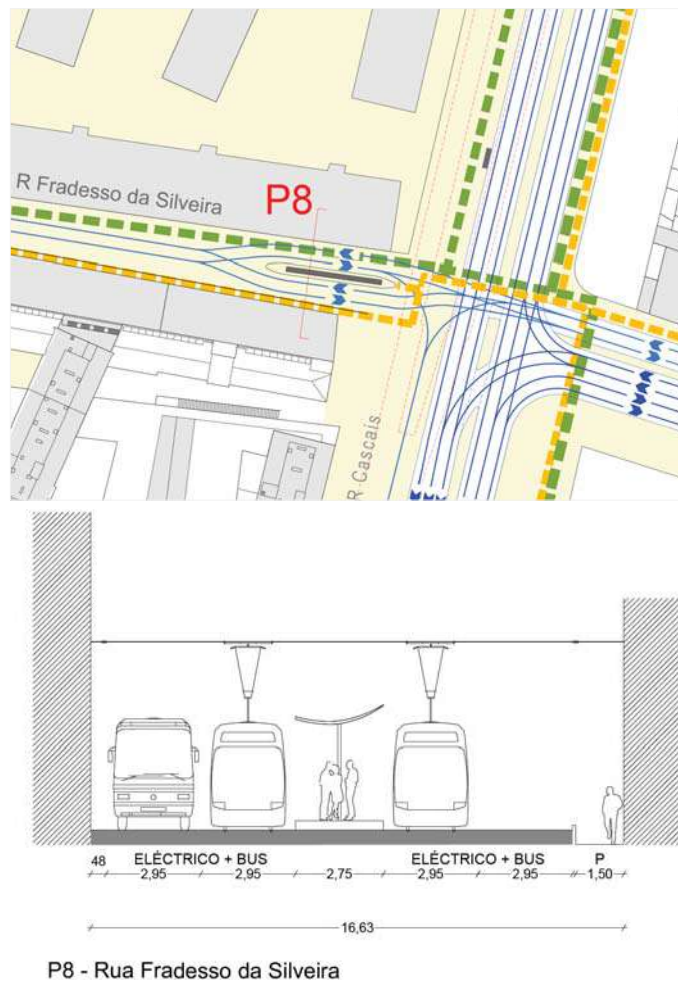 R Fradesso da Silveira
P8
R Cascais
48 ELÉCTRICO + BUS ELÉCTRICO + BUS P
2,95 2,95 2,75 2,95 2,95 1,50
16,63
P8 - Rua Fradesso da Silveira